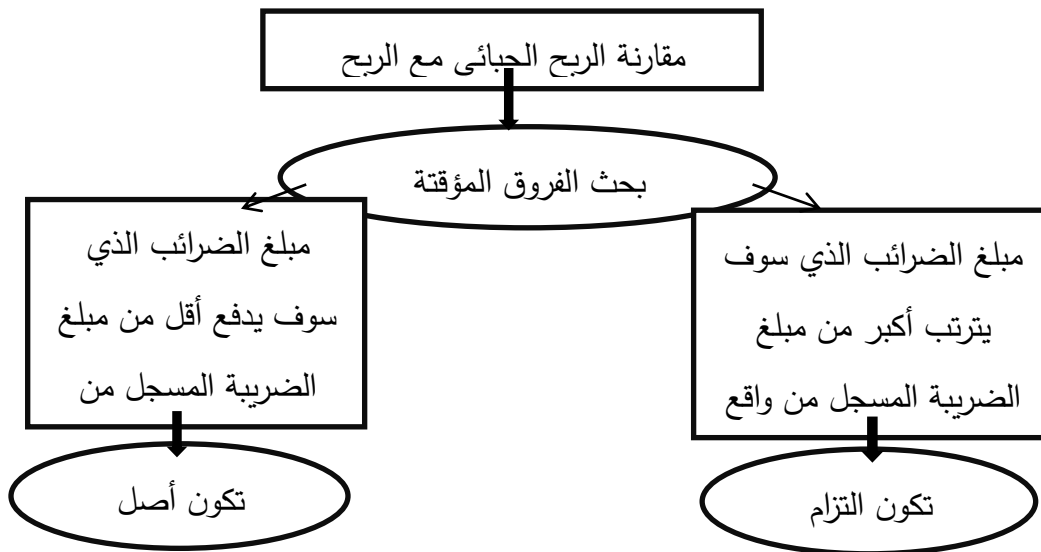 مقارنة الربح الجبائى مع الربح
بحث الفروق المؤقتة
مبلغ الضرائب الذي سوف
يترتب أكبر من مبلغ
الضريبة المسجل من واقع
مبلغ الضرائب الذي
سوف يدفع أقل من مبلغ
الضريبة المسجل من
تكون التزام
تكون أصل